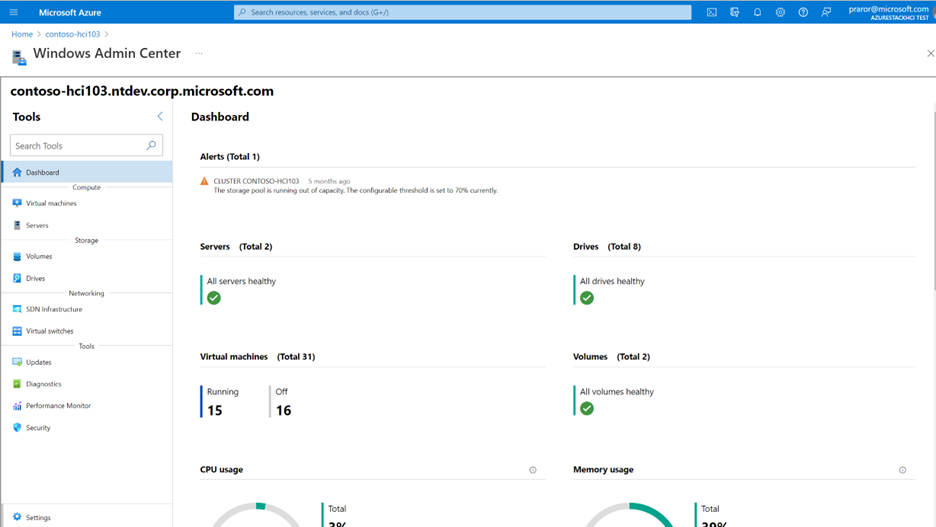 Microsoft Azure
Search resources, services, and docs (G+/)
praror@microsoft.com
AZURESTACKHCI TEST
Home > contoso-hci103 >
Windows Admin Center ...
contoso-hci103.ntdev.corp.microsoft.com
Tools
Search Tools
Dashboard
Compute
Virtual machines
Servers
Storage
Volumes
Drives
Networking
SDN Infrastructure
Virtual switches
Tools
Updates
Diagnostics
Performance Monitor
Security
Settings
Dashboard
Alerts (Total 1)
CLUSTER CONTOSO-HCI103 5 months ago
The storage pool is running out of capacity. The configurable threshold is set to 70% currently.
Servers (Total 2)
All servers healthy
Drives (Total 8)
All drives healthy
Virtual machines (Total 31)
Running
15
Off
16
Volumes (Total 2)
All volumes healthy
CPU usage
Total
3%
Memory usage
Total
39%